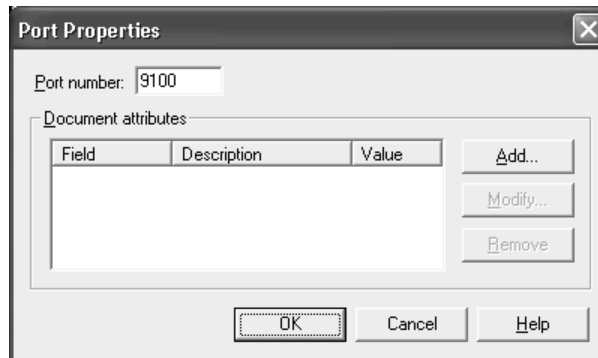 Port Properties
Port number: 9100
Document attributes
Field Description Value
Add...
Modify...
Remove
OK Cancel Help